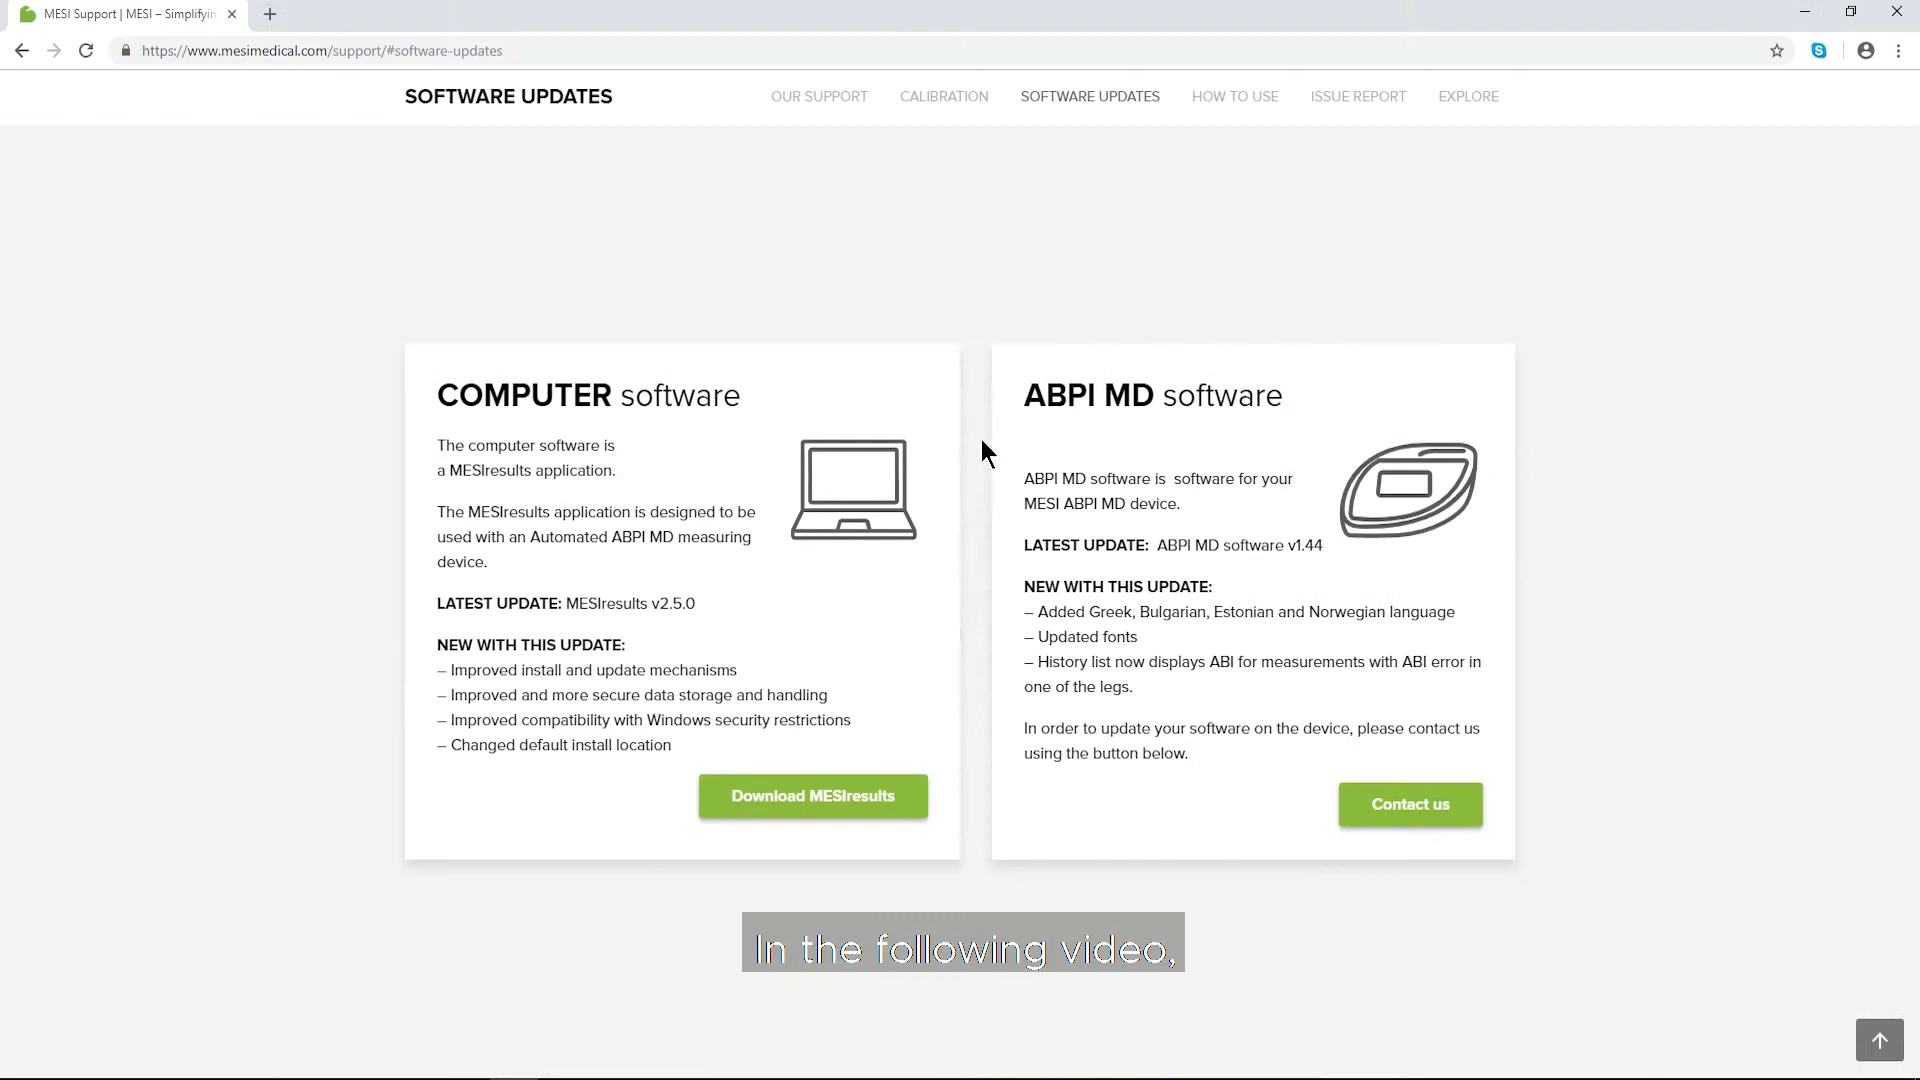 MESI Support | MESI – Simplifyin
https://www.mesimedical.com/support/#software-updates
SOFTWARE UPDATES
OUR SUPPORT
CALIBRATION
SOFTWARE UPDATES
HOW TO USE
ISSUE REPORT
EXPLORE
COMPUTER software
The computer software is
a MESIresults application.
The MESIresults application is designed to be
used with an Automated ABPI MD measuring
device.
LATEST UPDATE: MESIresults v2.5.0
NEW WITH THIS UPDATE:
– Improved install and update mechanisms
– Improved and more secure data storage and handling
– Improved compatibility with Windows security restrictions
– Changed default install location
Download MESIresults
ABPI MD software
ABPI MD software is software for your
MESI ABPI MD device.
LATEST UPDATE: ABPI MD software v1.44
NEW WITH THIS UPDATE:
– Added Greek, Bulgarian, Estonian and Norwegian language
– Updated fonts
– History list now displays ABI for measurements with ABI error in
one of the legs.
In order to update your software on the device, please contact us
using the button below.
Contact us
In the following video,